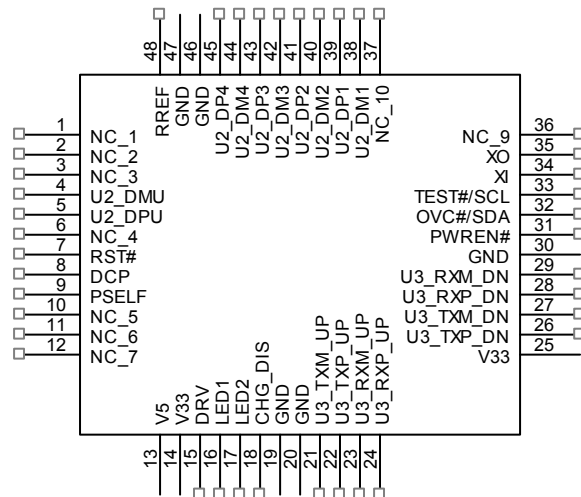 48 47 46 45 44 43 42 41 40 39 38 37
RREF GND GND U2_DP4 U2_DM4 U2_DP3 U2_DM3 U2_DP2 U2_DM2 U2_DP1 U2_DM1 NC_10
1 NC_1
2 NC_2
3 NC_3
4 U2_DMU
5 U2_DPU
6 NC_4
7 RST#
8 DCP
9 PSELF
10 NC_5
11 NC_6
12 NC_7
NC_9 36
XO 35
XI 34
TEST#/SCL 33
OVC#/SDA 32
PWREN# 31
GND 30
U3_RXM_DN 29
U3_RXP_DN 28
U3_TXM_DN 27
U3_TXP_DN 26
V33 25
V5 V33 DRV LED1 LED2 CHG_DIS GND GND U3_TXM_UP U3_TXP_UP U3_RXM_UP U3_RXP_UP
13 14 15 16 17 18 19 20 21 22 23 24